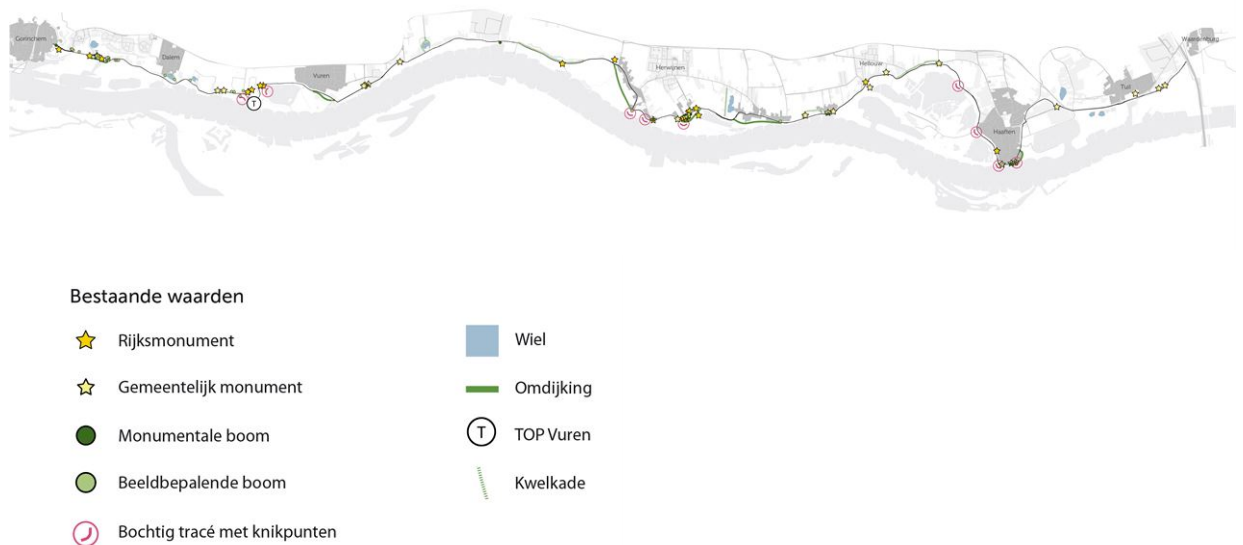 Gorinchem
Dalem
Vuren
Herwijnen
Hellouw
Haaften
Tuil
Waardenburg
T
Bestaande waarden
Rijksmonument
Gemeentelijk monument
Monumentale boom
Beeldbepalende boom
Bochtig tracé met knikpunten
Wiel
Omdijking
T TOP Vuren
Kwelkade